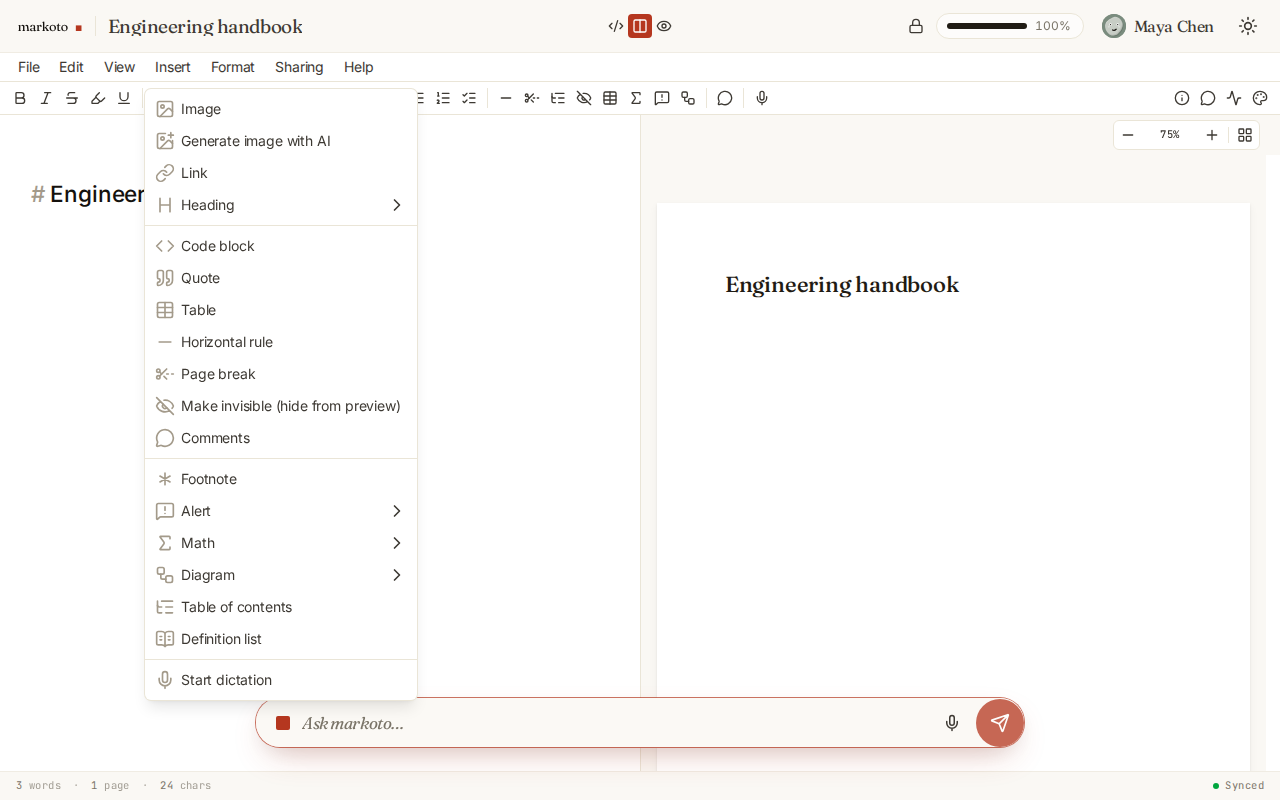 markoto
Engineering handbook
100%
Maya Chen
File Edit View Insert Format Sharing Help
75%
Image
Generate image with AI
Link
Heading
Code block
Quote
Table
Horizontal rule
Page break
Make invisible (hide from preview)
Comments
Footnote
Alert
Math
Diagram
Table of contents
Definition list
Start dictation
# Engineer
Engineering handbook
Ask markoto...
3 words · 1 page · 24 chars
Synced